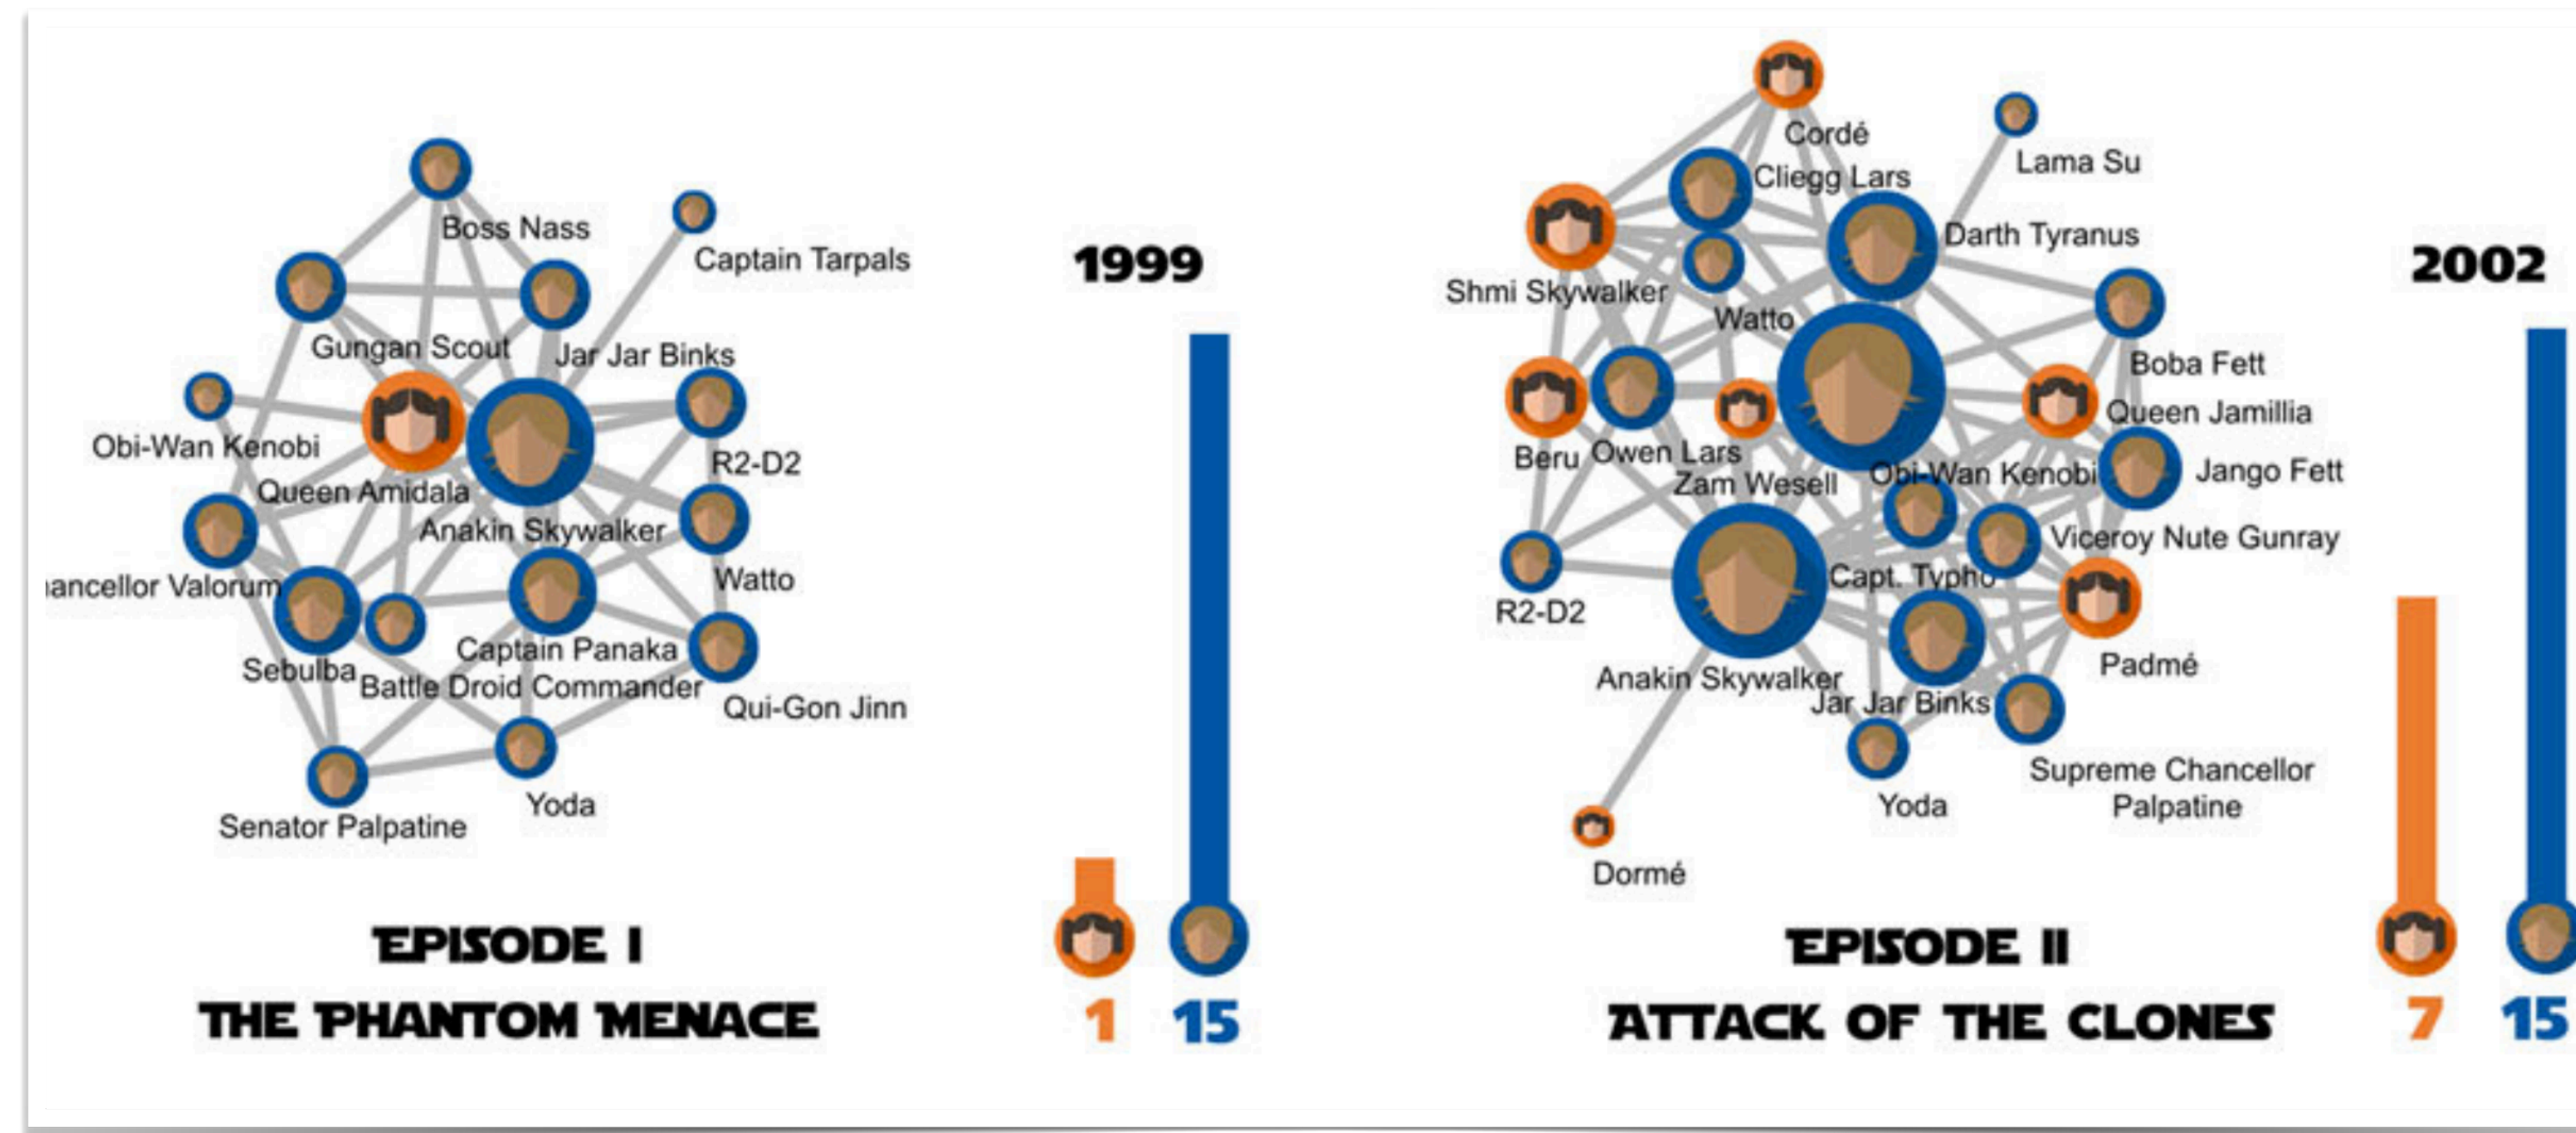 Boss Nass
Captain Tarpals
Gungan Scout
Jar Jar Binks
Obi-Wan Kenobi
R2-D2
Queen Amidala
Anakin Skywalker
ancellor Valorum
Watto
Captain Panaka
Sebulba
Battle Droid Commander
Qui-Gon Jinn
Yoda
Senator Palpatine
EPISODE I
THE PHANTOM MENACE
1999
1 15
Cordé
Lama Su
Cliegg Lars
Darth Tyranus
Shmi Skywalker
Watto
Boba Fett
Queen Jamillia
Beru
Owen Lars
Zam Wesell
Obi-Wan Kenobi
Jango Fett
Viceroy Nute Gunray
Capt. Typho
R2-D2
Padmé
Anakin Skywalker
Jar Jar Binks
Supreme Chancellor
Palpatine
Yoda
Dormé
EPISODE II
ATTACK OF THE CLONES
2002
7 15